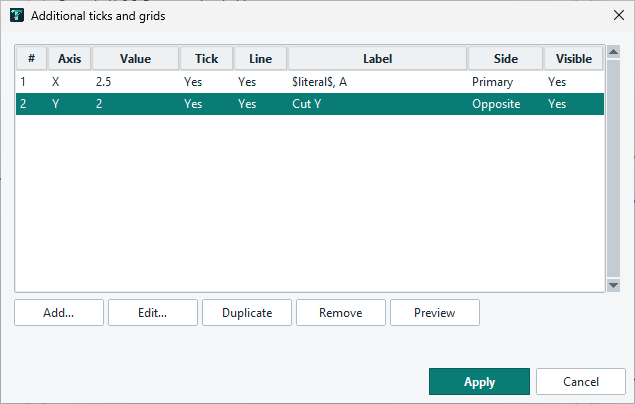 Additional ticks and grids
# Axis Value Tick Line Label Side Visible
1 X 2.5 Yes Yes $literal$, A Primary Yes
2 Y 2 Yes Yes Cut Y Opposite Yes
Add... Edit... Duplicate Remove Preview
Apply Cancel